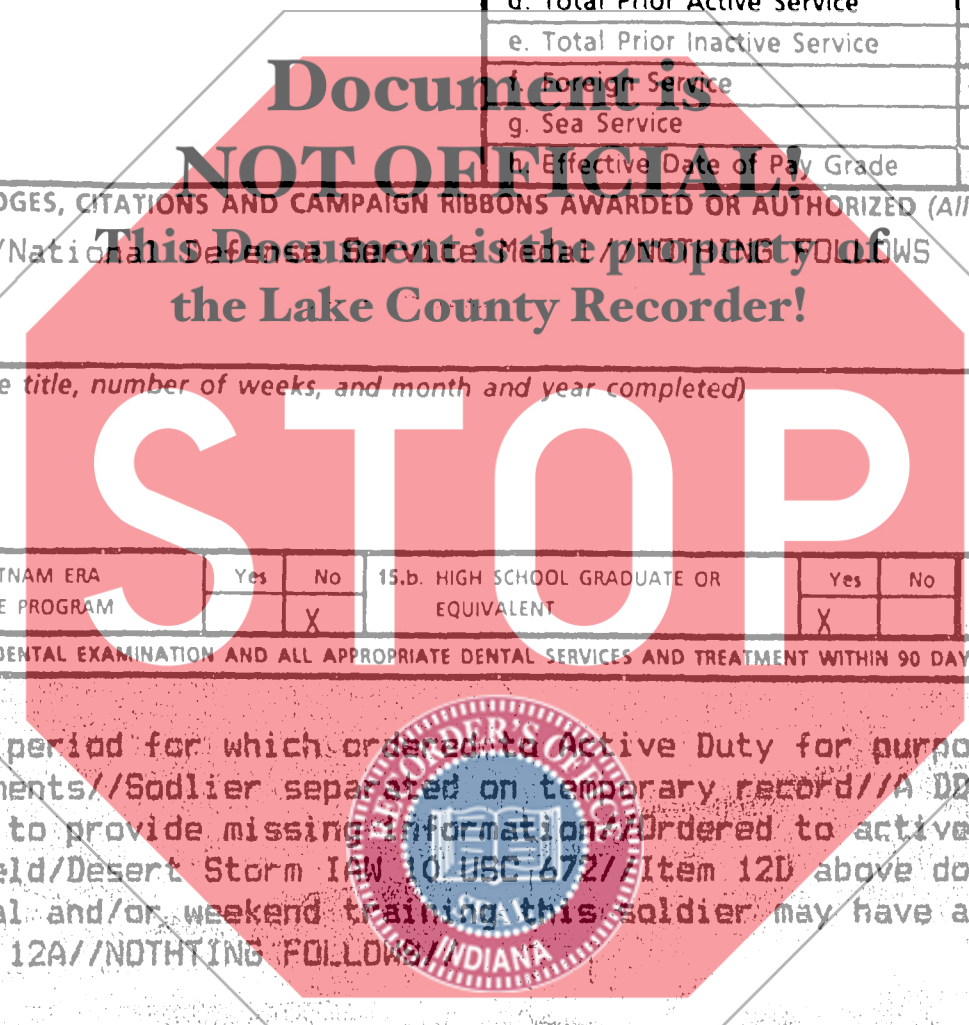 d. Total Prior Active Service
e. Total Prior Inactive Service
Document is
f. Foreign Service
g. Sea Service
NOT OFFICIAL!
h. Effective Date of Pay Grade
DGES, CITATIONS AND CAMPAIGN RIBBONS AWARDED OR AUTHORIZED (All
/National Defense Service Medal//NOTHING FOLLOWS
This Document is the property of
the Lake County Recorder!
e title, number of weeks, and month and year completed)
STOP
TNAM ERA Yes No 15.b. HIGH SCHOOL GRADUATE OR Yes No
E PROGRAM X EQUIVALENT X
DENTAL EXAMINATION AND ALL APPROPRIATE DENTAL SERVICES AND TREATMENT WITHIN 90 DAY
RECORDER'S OFFICE
period for which ordered to Active Duty for purpo
ments//Sodlier separated on temporary record//A DD
to provide missing information//Ordered to active
eld/Desert Storm IAW 10 USC 672//Item 12D above do
al and/or weekend training this soldier may have a
12A//NOTHTING FOLLOWS//
SEAL
INDIANA